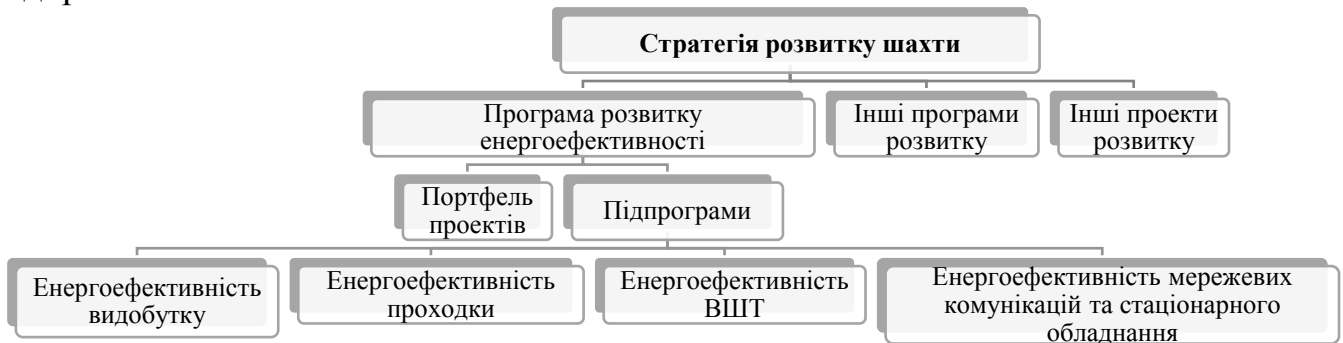 Стратегія розвитку шахти
Програма розвитку
енергоефективності
Інші програми
розвитку
Інші проекти
розвитку
Портфель
проектів
Підпрограми
Енергоефективність
видобутку
Енергоефективність
проходки
Енергоефективність
ВШТ
Енергоефективність мережевих
комунікацій та стаціонарного
обладнання